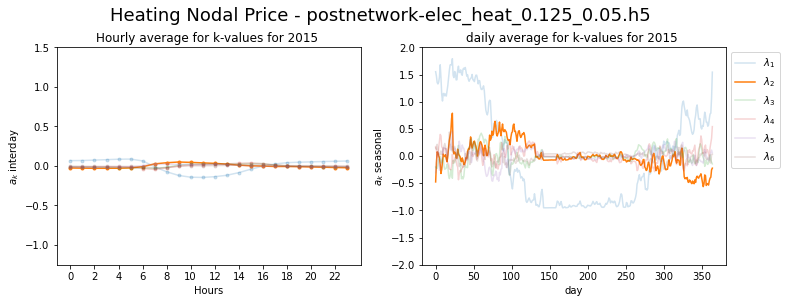 Heating Nodal Price - postnetwork-elec_heat_0.125_0.05.h5
Hourly average for k-values for 2015
1.5
1.0
0.5
0.0
−0.5
−1.0
a_k interday
0 2 4 6 8 10 12 14 16 18 20 22
Hours
daily average for k-values for 2015
2.0
1.5
1.0
0.5
0.0
−0.5
−1.0
−1.5
−2.0
a_k seasonal
0 50 100 150 200 250 300 350
day
λ₁
λ₂
λ₃
λ₄
λ₅
λ₆